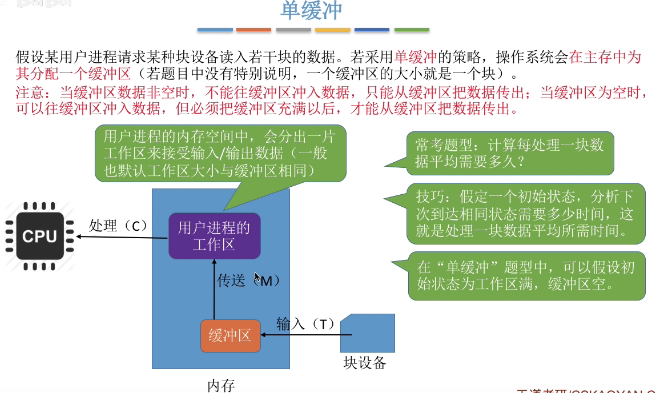 单缓冲
假设某用户进程请求某种块设备读入若干块的数据。若采用单缓冲的策略，操作系统会在主存中为
其分配一个缓冲区（若题目中没有特别说明，一个缓冲区的大小就是一个块）。
注意：当缓冲区数据非空时，不能往缓冲区冲入数据，只能从缓冲区把数据传出；当缓冲区为空时，
可以往缓冲区冲入数据，但必须把缓冲区充满以后，才能从缓冲区把数据传出。
用户进程的内存空间中，会分出一片
工作区来接受输入/输出数据（一般
也默认工作区大小与缓冲区相同）
常考题型：计算每处理一块数
据平均需要多久？
技巧：假定一个初始状态，分析下
次到达相同状态需要多少时间，这
就是处理一块数据平均所需时间。
在“单缓冲”题型中，可以假设初
始状态为工作区满，缓冲区空。
CPU
处理（C）
用户进程的
工作区
传送（M）
缓冲区
输入（T）
块设备
内存